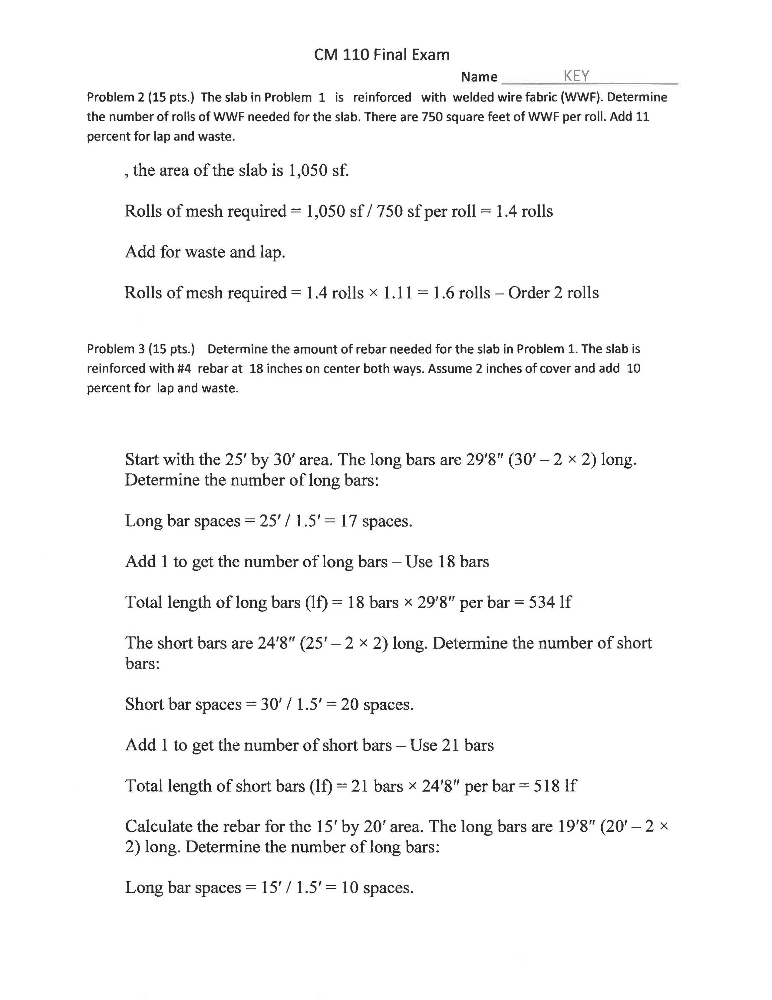 CM 110 Final Exam
Name KEY
Problem 2 (15 pts.) The slab in Problem 1 is reinforced with welded wire fabric (WWF). Determine
the number of rolls of WWF needed for the slab. There are 750 square feet of WWF per roll. Add 11
percent for lap and waste.
, the area of the slab is 1,050 sf.
Rolls of mesh required = 1,050 sf / 750 sf per roll = 1.4 rolls
Add for waste and lap.
Rolls of mesh required = 1.4 rolls × 1.11 = 1.6 rolls – Order 2 rolls
Problem 3 (15 pts.) Determine the amount of rebar needed for the slab in Problem 1. The slab is
reinforced with #4 rebar at 18 inches on center both ways. Assume 2 inches of cover and add 10
percent for lap and waste.
Start with the 25′ by 30′ area. The long bars are 29′8″ (30′ – 2 × 2) long.
Determine the number of long bars:
Long bar spaces = 25′ / 1.5′ = 17 spaces.
Add 1 to get the number of long bars – Use 18 bars
Total length of long bars (lf) = 18 bars × 29′8″ per bar = 534 lf
The short bars are 24′8″ (25′ – 2 × 2) long. Determine the number of short
bars:
Short bar spaces = 30′ / 1.5′ = 20 spaces.
Add 1 to get the number of short bars – Use 21 bars
Total length of short bars (lf) = 21 bars × 24′8″ per bar = 518 lf
Calculate the rebar for the 15′ by 20′ area. The long bars are 19′8″ (20′ – 2 ×
2) long. Determine the number of long bars:
Long bar spaces = 15′ / 1.5′ = 10 spaces.